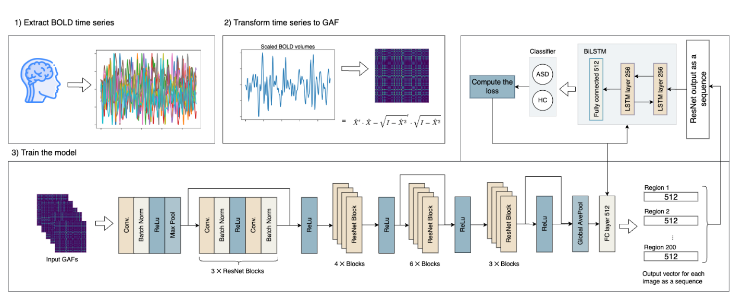 1) Extract BOLD time series
2) Transform time series to GAF
Scaled BOLD volumes
= X̃' · X̃ − √(I − X̃²)' · √(I − X̃²)
Classifier
ASD
HC
BiLSTM
Fully connected 512
LSTM layer 256
LSTM layer 256
ResNet output as a
sequence
Compute the
loss
3) Train the model
Input GAFs
Conv.
Batch Norm
ReLu
Max Pool
Conv.
Batch Norm
ReLu
Conv.
Batch Norm
3 × ResNet Blocks
ReLu
ResNet Block
4 × Blocks
ReLu
ResNet Block
6 × Blocks
ReLu
ResNet Block
3 × Blocks
ReLu
Global AvePool
FC layer 512
Region 1
512
Region 2
512
⋮
Region 200
512
Output vector for each
image as a sequence